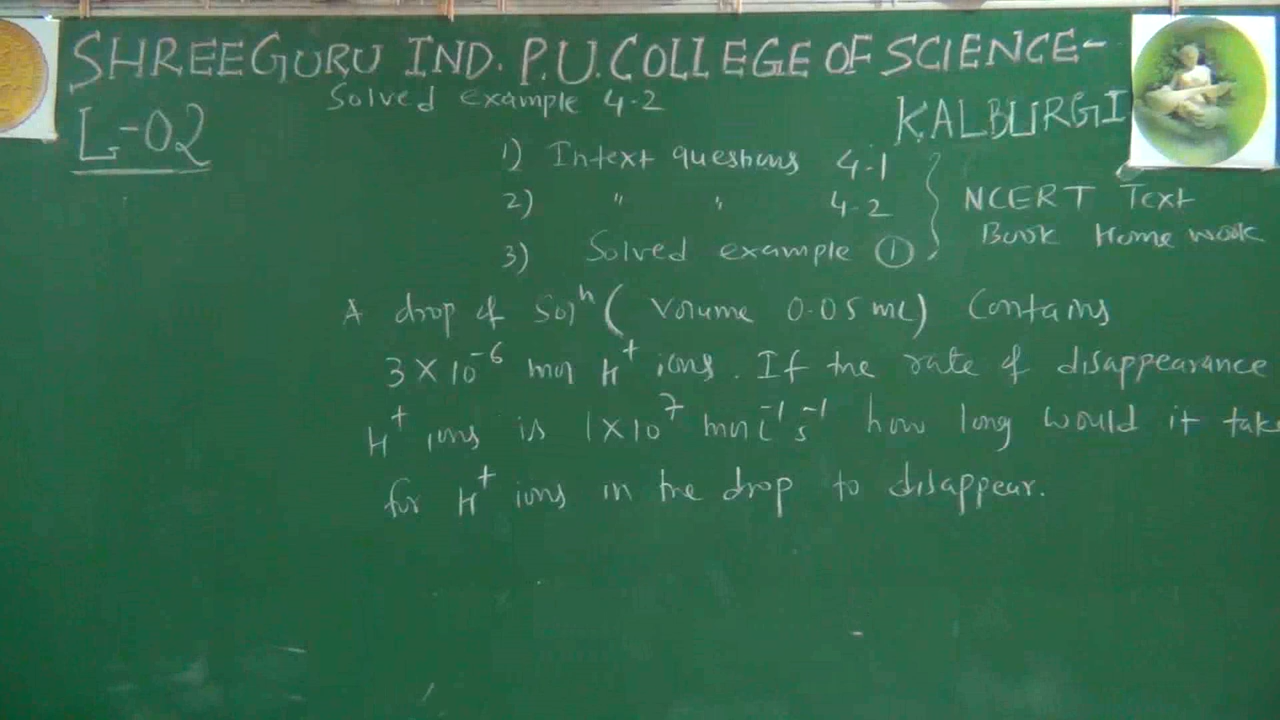 SHREEGURU IND. P.U. COLLEGE OF SCIENCE-
Solved example 4-2
KALBURGI
L-02
1) Intext questions 4-1
2) " " 4-2
3) Solved example ①
NCERT Text
Book Home work
A drop of Solⁿ ( Volume 0.05 mL) Contains
3 × 10⁻⁶ mol H⁺ ions. If the rate of disappearance
H⁺ ions is 1×10⁷ mol L⁻¹ s⁻¹ how long would it take
for H⁺ ions in the drop to disappear.